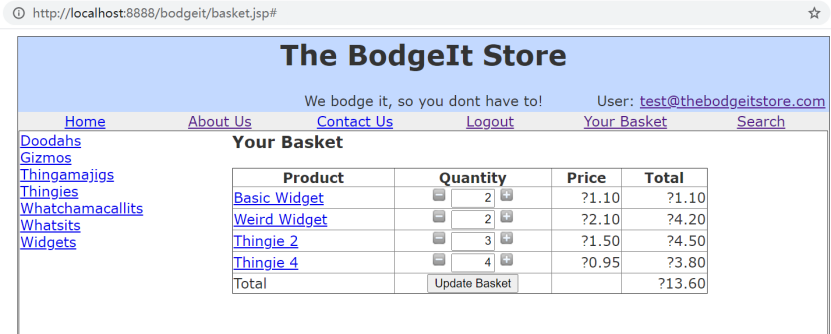 http://localhost:8888/bodgeit/basket.jsp#
The BodgeIt Store
We bodge it, so you dont have to! User: test@thebodgeitstore.com
Home About Us Contact Us Logout Your Basket Search
Doodahs
Gizmos
Thingamajigs
Thingies
Whatchamacallits
Whatsits
Widgets
Your Basket
Product Quantity Price Total
Basic Widget 2 ?1.10 ?1.10
Weird Widget 2 ?2.10 ?4.20
Thingie 2 3 ?1.50 ?4.50
Thingie 4 4 ?0.95 ?3.80
Total Update Basket ?13.60